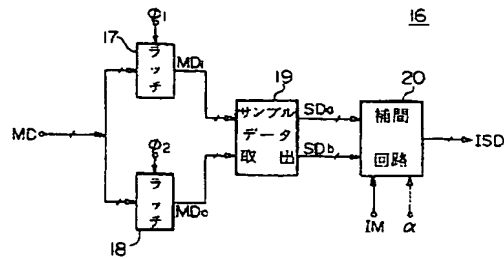 16
Φ1
17
ラッチ
MDi
MD
19
サンプル
データ
取出
SDa
SDb
20
補間
回路
ISD
Φ2
ラッチ
MDc
18
IM
α